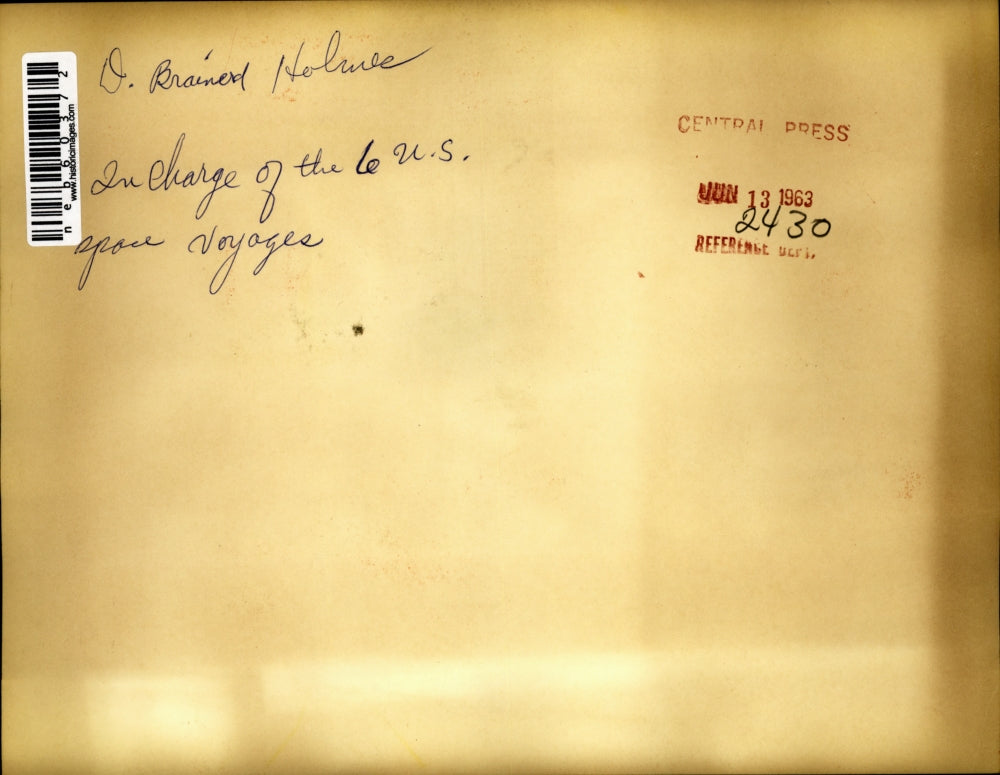 D. Brainerd Holmes
In Charge of the 6 U.S.
space voyages
CENTRAL PRESS
JUN 13 1963
2430
REFERENCE DEPT.
neb60372
www.historicimages.com